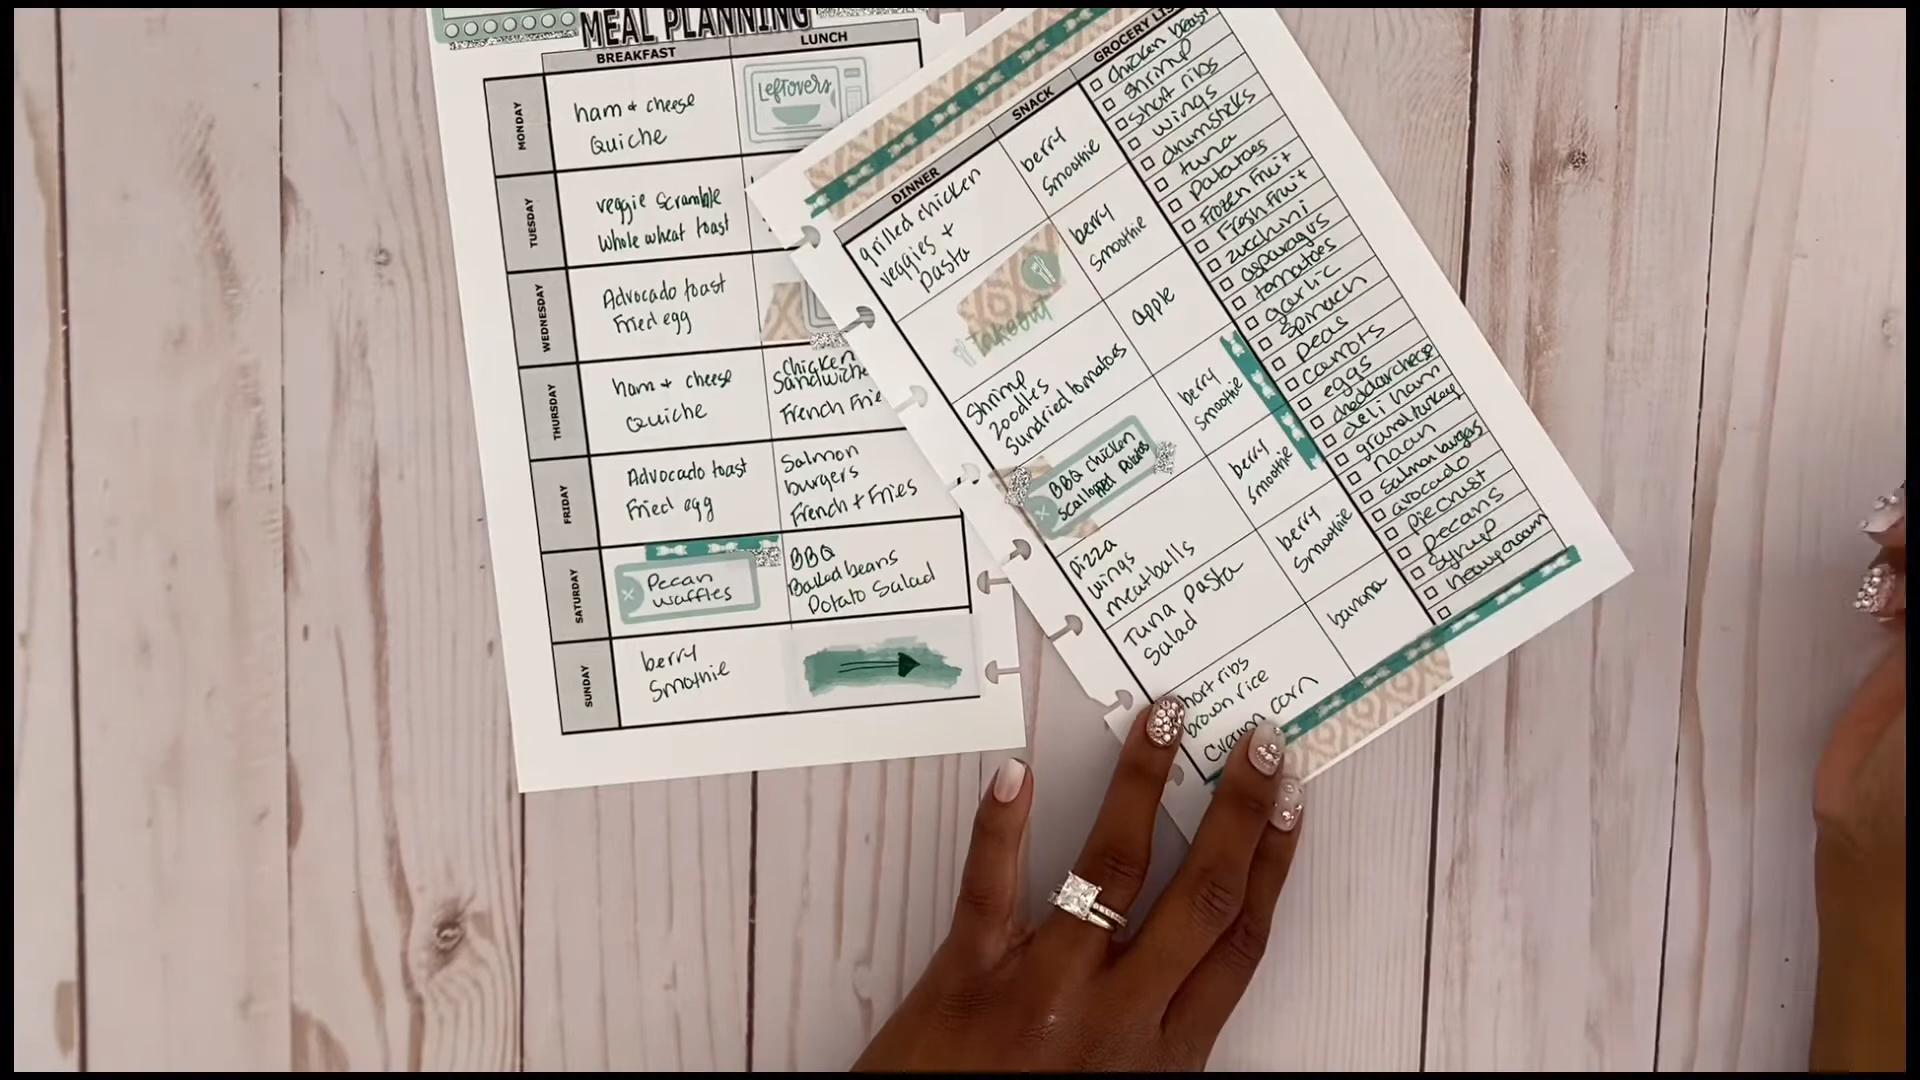 MEAL PLANNING
BREAKFAST
LUNCH
MONDAY
ham + cheese
Quiche
Leftovers
TUESDAY
veggie Scramble
Whole wheat toast
WEDNESDAY
Advocado toast
Fried egg
THURSDAY
ham + cheese
Quiche
Chicken
French
FRIDAY
Advocado toast
Fried egg
Salmon
burgers
French + Fries
SATURDAY
Pecan
waffles
BBQ
Baked beans
Potato Salad
SUNDAY
berry
Smothie
DINNER
SNACK
GROCERY
grilled chicken
veggies +
pasta
berry
smoothie
Takeout
berry
smoothie
Shrimp
zoodles
Sundried tomatoes
apple
BBQ chicken
Scalloped Potatos
berry
smoothie
pizza
wings
meatballs
berry
smoothie
Tuna pasta
Salad
berry
smoothie
ribs
brown rice
corn
banana
chicken breast
shrimp
short ribs
wings
drumsticks
tuna
potatoes
frozen fruit
Fresh fruit
zucchini
asparagus
tomatoes
garlic
spinach
peas
carrots
eggs
cheddar cheese
deli ham
ground turkey
naan
salmon burgers
avocado
pie crust
pecans
syrup
heavy cream